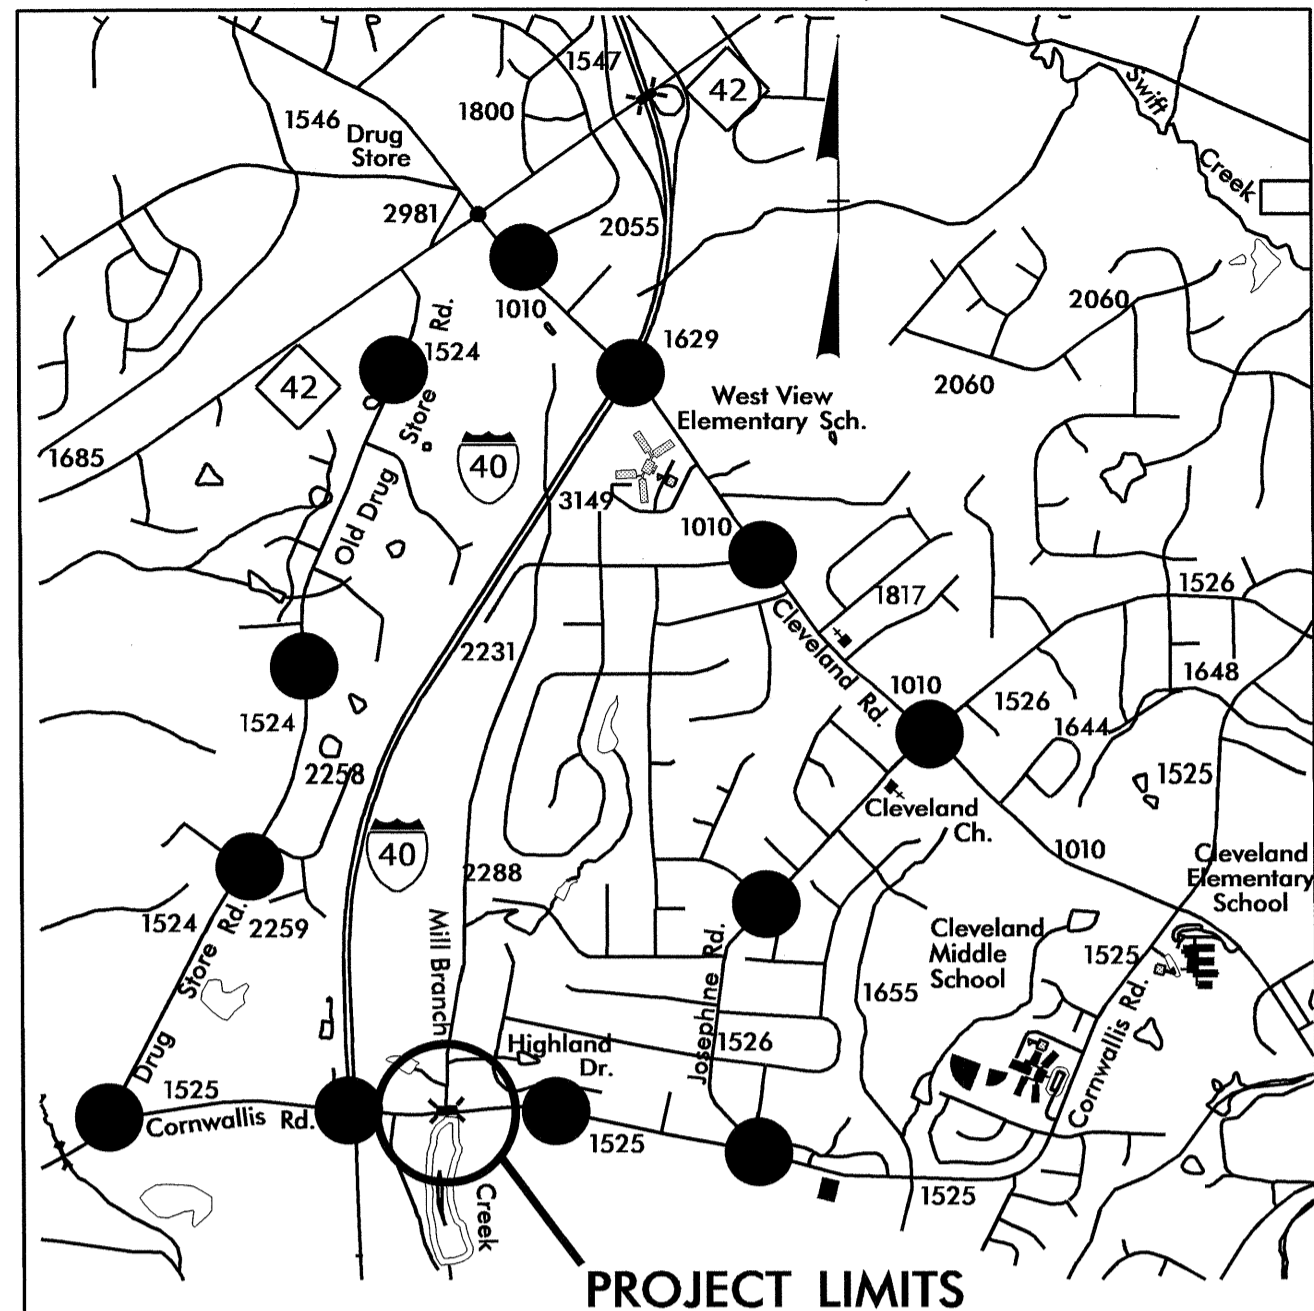 1547
42
Swift
1800
1546
Drug
Store
Creek
2981
2055
1010
2060
Rd.
1524
1629
42
2060
West View
Elementary Sch.
Store
40
1685
3149
1010
Old Drug
1526
1817
Cleveland Rd.
2231
1648
1010
1526
1524
1644
2258
1525
Cleveland
Ch.
40
1010
2288
Cleveland
Elementary
School
1524
Store Rd.
2259
Mill Branch
Cleveland
Middle
School
1525
Josephine Rd.
1655
Highland
Dr.
1526
Drug
1525
Cornwallis Rd.
Cornwallis Rd.
1525
1525
Creek
PROJECT LIMITS